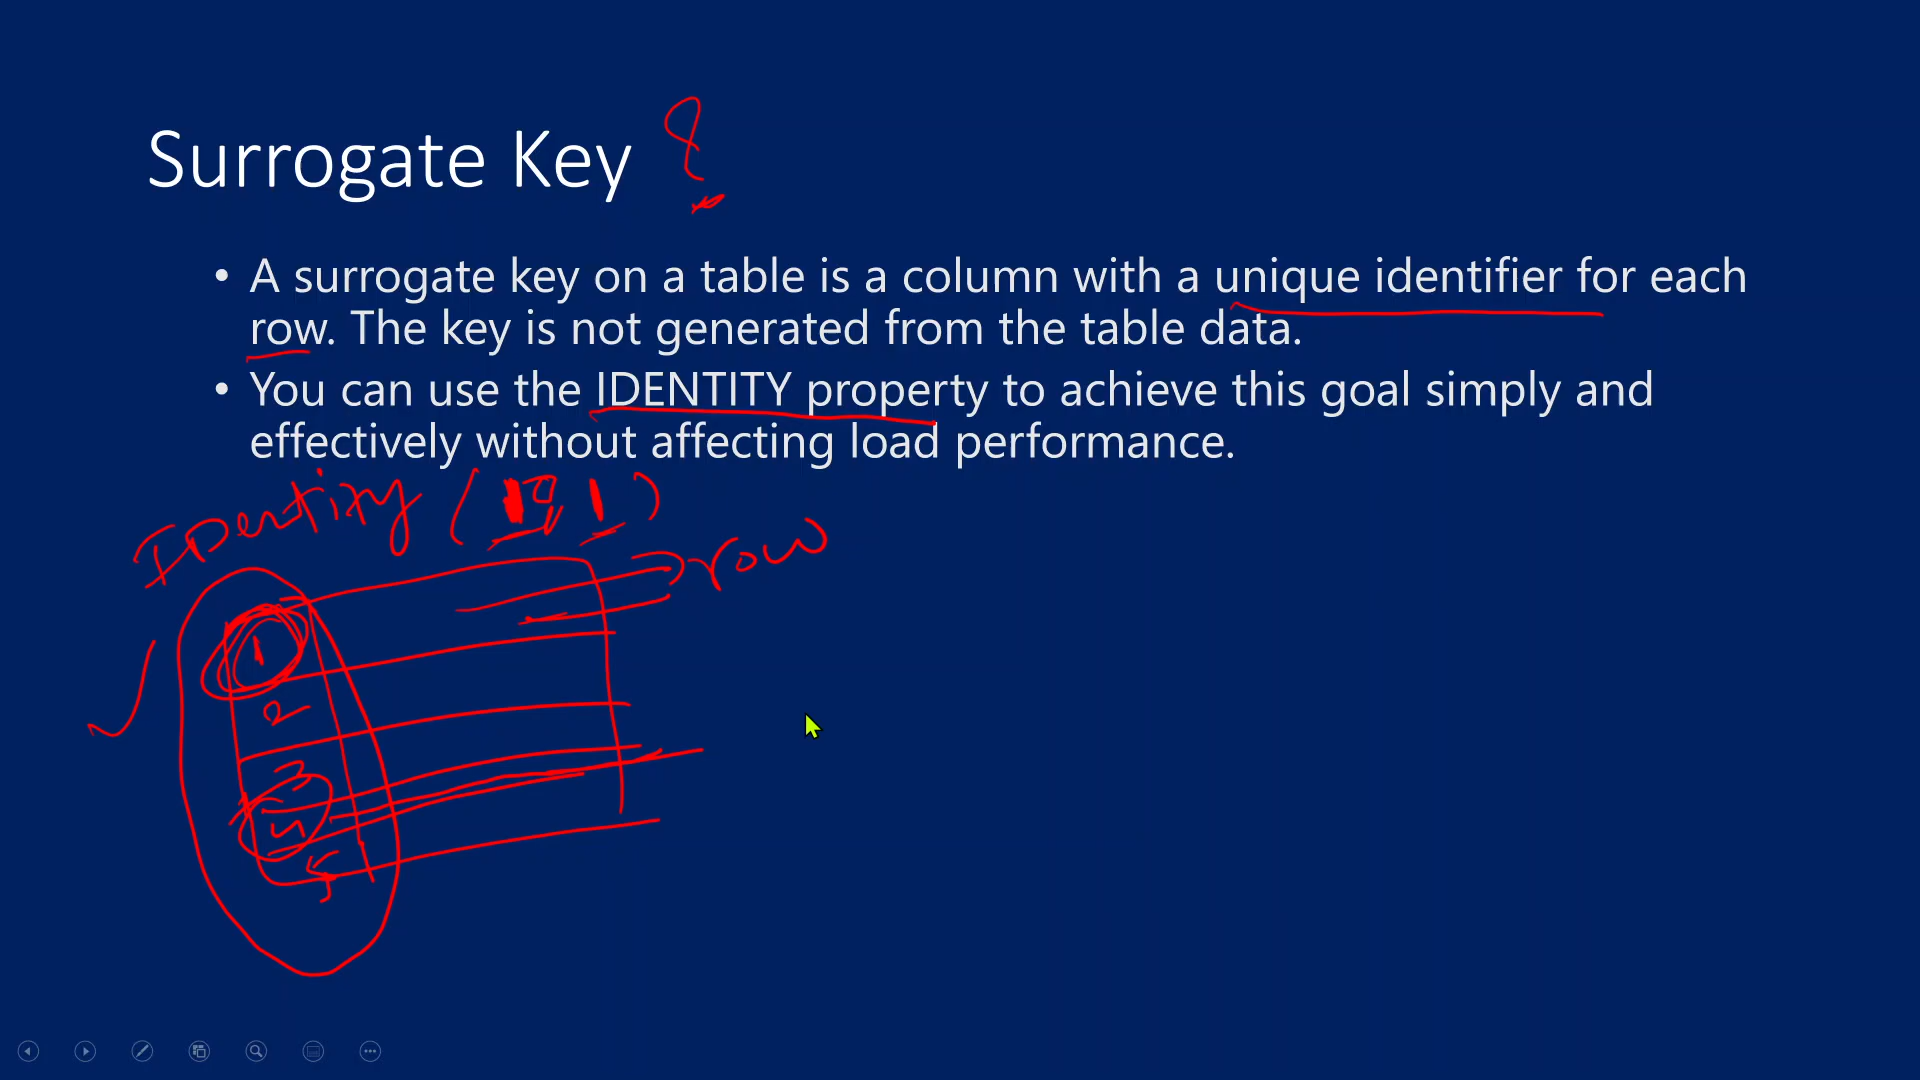 Surrogate Key
• A surrogate key on a table is a column with a unique identifier for each
row. The key is not generated from the table data.
• You can use the IDENTITY property to achieve this goal simply and
effectively without affecting load performance.
IDentity (1, 1)
row
1
2
3
4
5